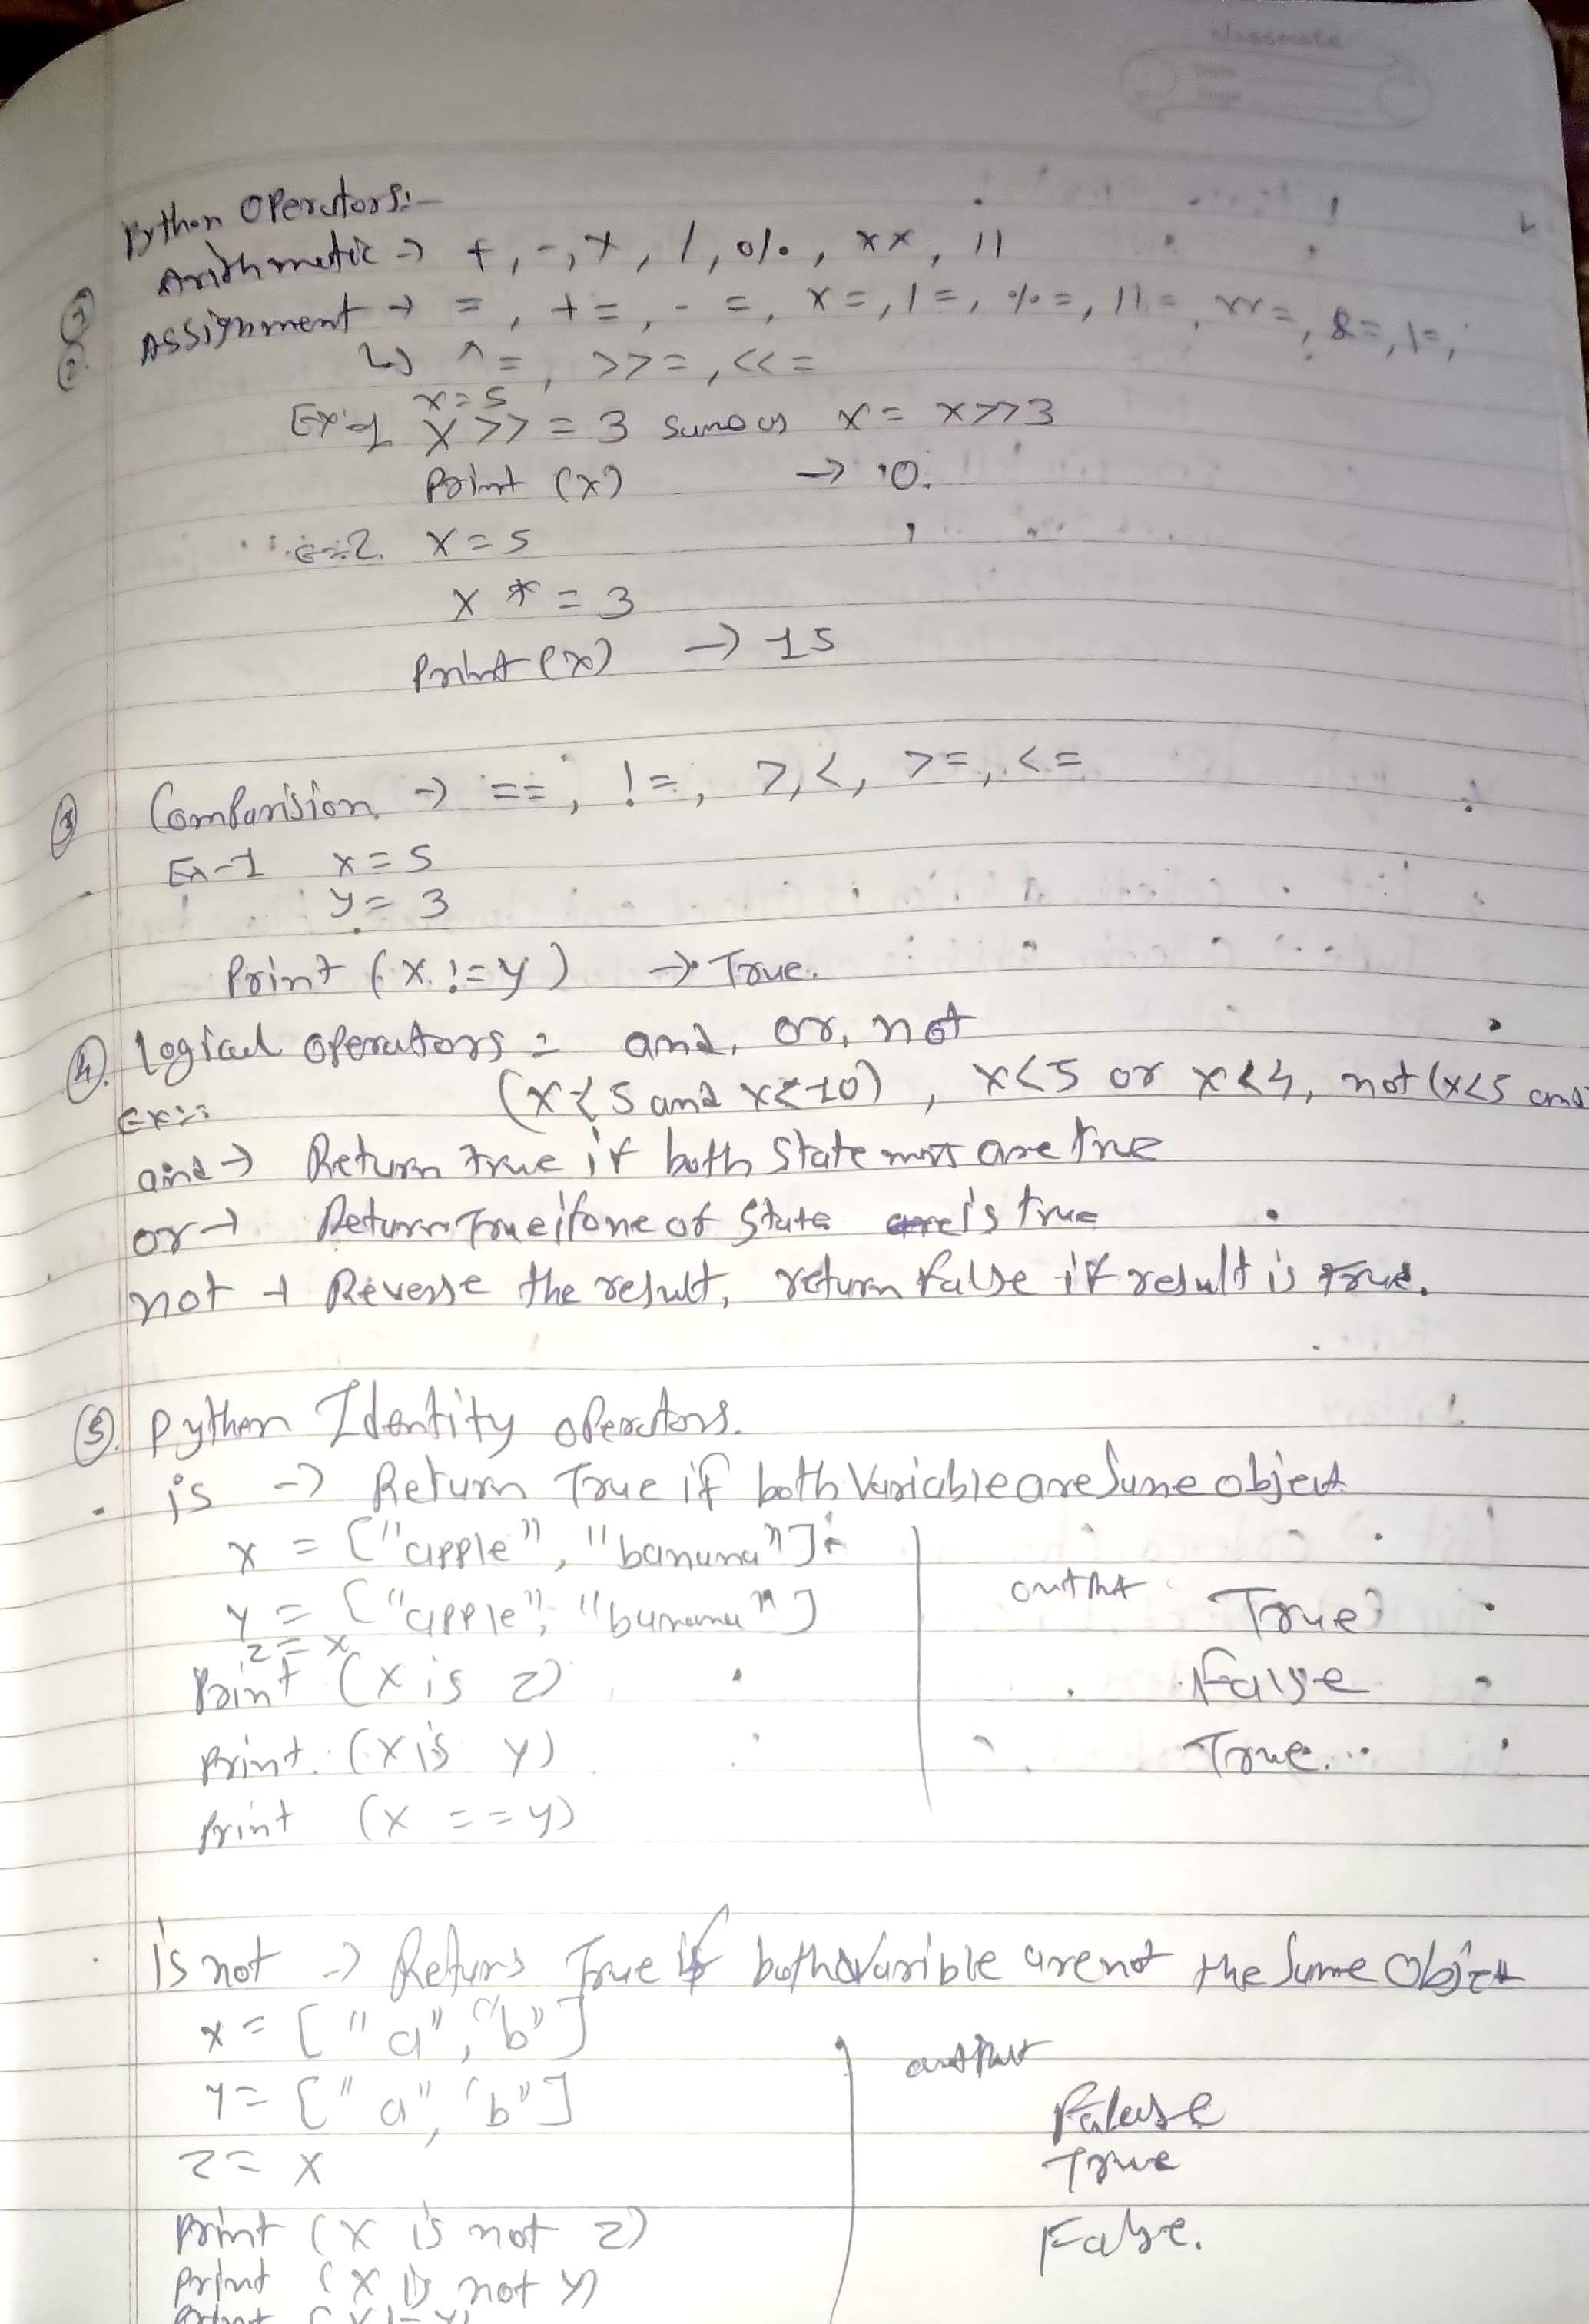 classmate
Date
Page
Python Operators:-
① Arithmetic → +, -, x, /, %, xx, //
②. Assignment → =, +=, -=, x=, /=, %=, //=, xx=, &=, |=,
↳ ^=, >>=, <<=
x=5
Ex-1 x>>=3 same as x = x>>3
Print (x) → 0.
Ex-2. x=5
x *= 3
Print (x) → 15
③ Comparision → ==, !=, >, <, >=, <=
Ex-1 x=5
y=3
Print (x != y) → True.
④. Logical operators = and, or, not
Ex:- (x<5 and x<10), x<5 or x<4, not (x<5 and
and → Return true if both State are true
or → Return True if one of State is true
not → Reverse the result, return false if result is true.
⑤. Python Identity operators.
is → Return True if both Variable are Same object
x = ["apple", "banana"]
y = ["apple", "banana"]
z = x
Print (x is z)
Print (x is y)
Print (x == y)
output True
False
True.
is not → Returs True if both Varible are not the Same Object
x = ["a", "b"]
y = ["a", "b"]
z = x
Print (x is not z)
Print (x is not y)
Print (x != y)
output
False
True
False.